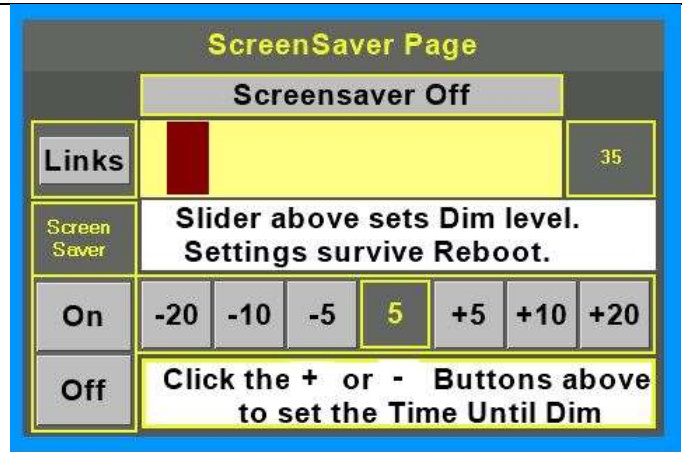 ScreenSaver Page
Screensaver Off
Links
35
Screen
Saver
Slider above sets Dim level.
Settings survive Reboot.
On
-20 -10 -5 5 +5 +10 +20
Off
Click the + or - Buttons above
to set the Time Until Dim